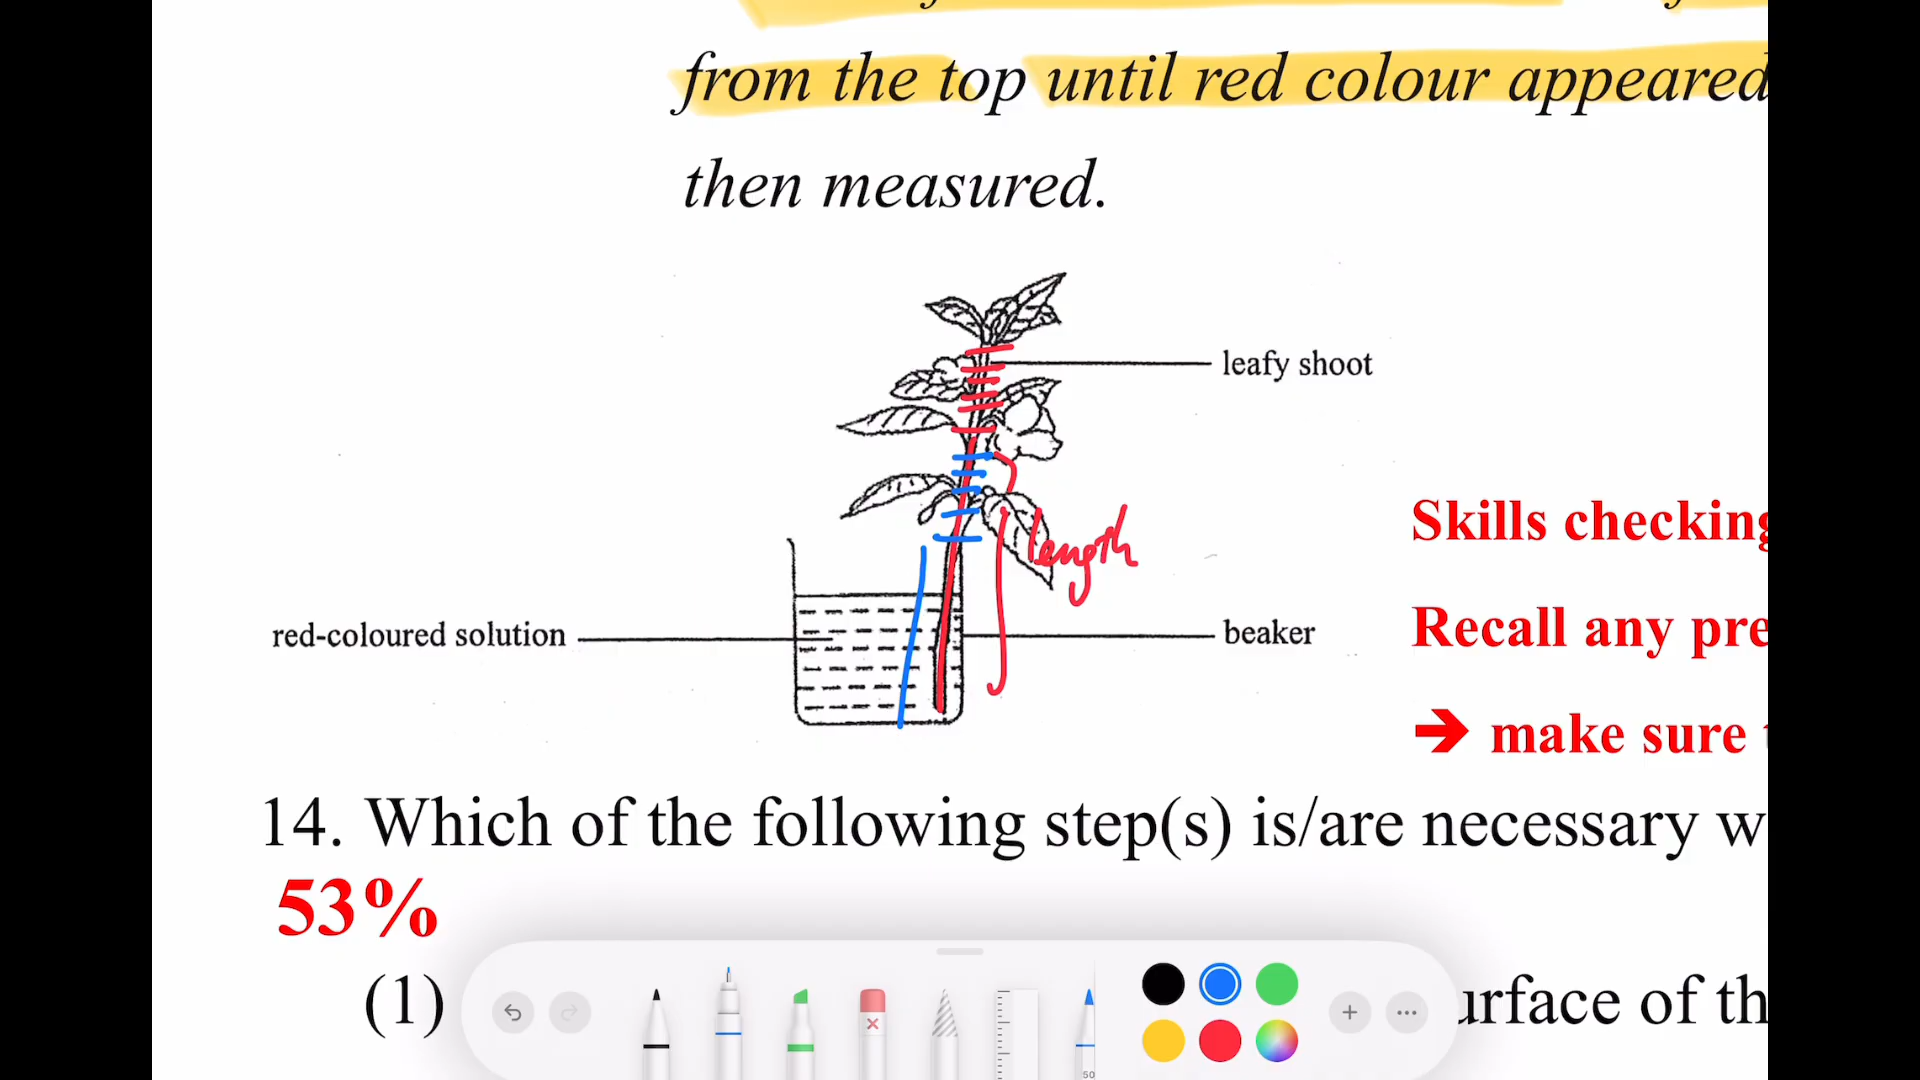 from the top until red colour appeared
then measured.
leafy shoot
length
Skills checking
red-coloured solution
beaker
Recall any pre
➔ make sure
14. Which of the following step(s) is/are necessary w
53%
(1) urface of th
50